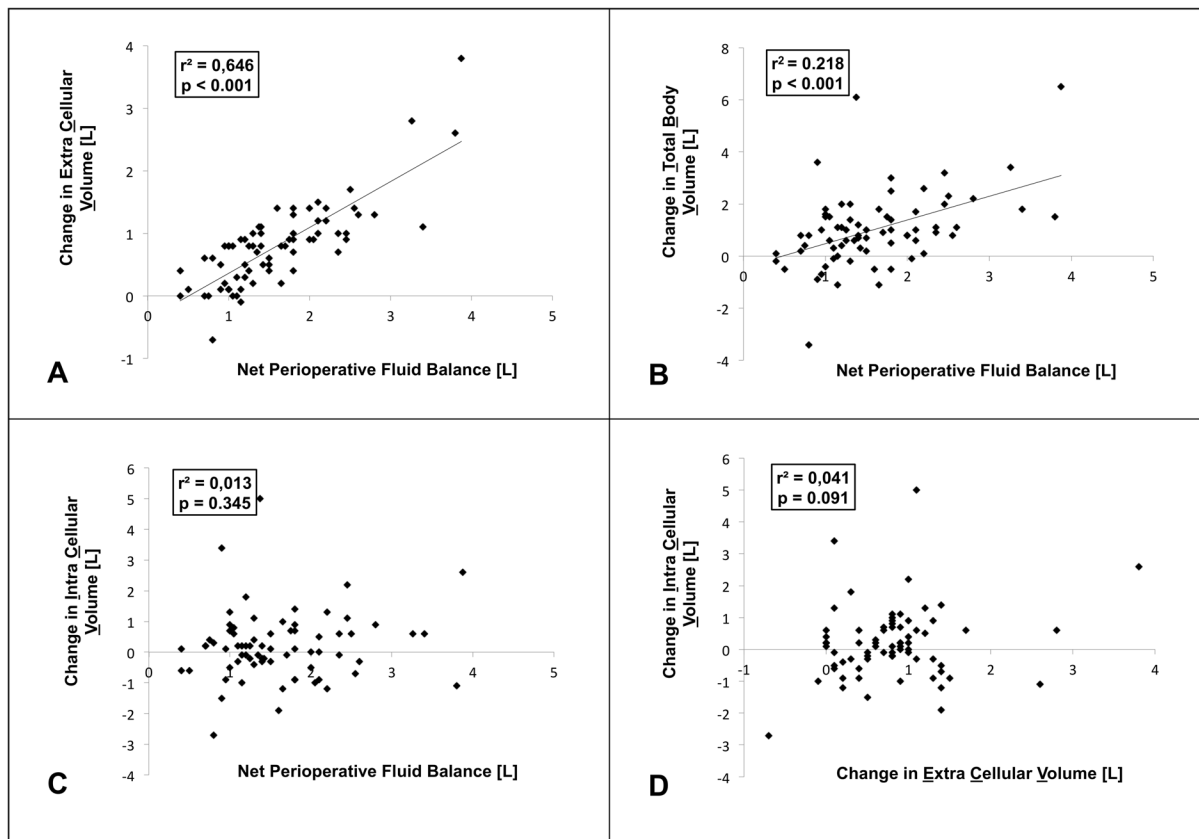 r² = 0,646
p < 0.001
Change in Extra Cellular
Volume [L]
4
3
2
1
0
-1
0
1
2
3
4
5
A
Net Perioperative Fluid Balance [L]
r² = 0.218
p < 0.001
Change in Total Body
Volume [L]
8
6
4
2
0
-2
-4
0
1
2
3
4
5
B
Net Perioperative Fluid Balance [L]
r² = 0,013
p = 0.345
Change in Intra Cellular
Volume [L]
6
5
4
3
2
1
0
-1
-2
-3
-4
0
1
2
3
4
5
C
Net Perioperative Fluid Balance [L]
r² = 0,041
p = 0.091
Change in Intra Cellular
Volume [L]
6
5
4
3
2
1
0
-1
-2
-3
-4
-1
0
1
2
3
4
D
Change in Extra Cellular Volume [L]